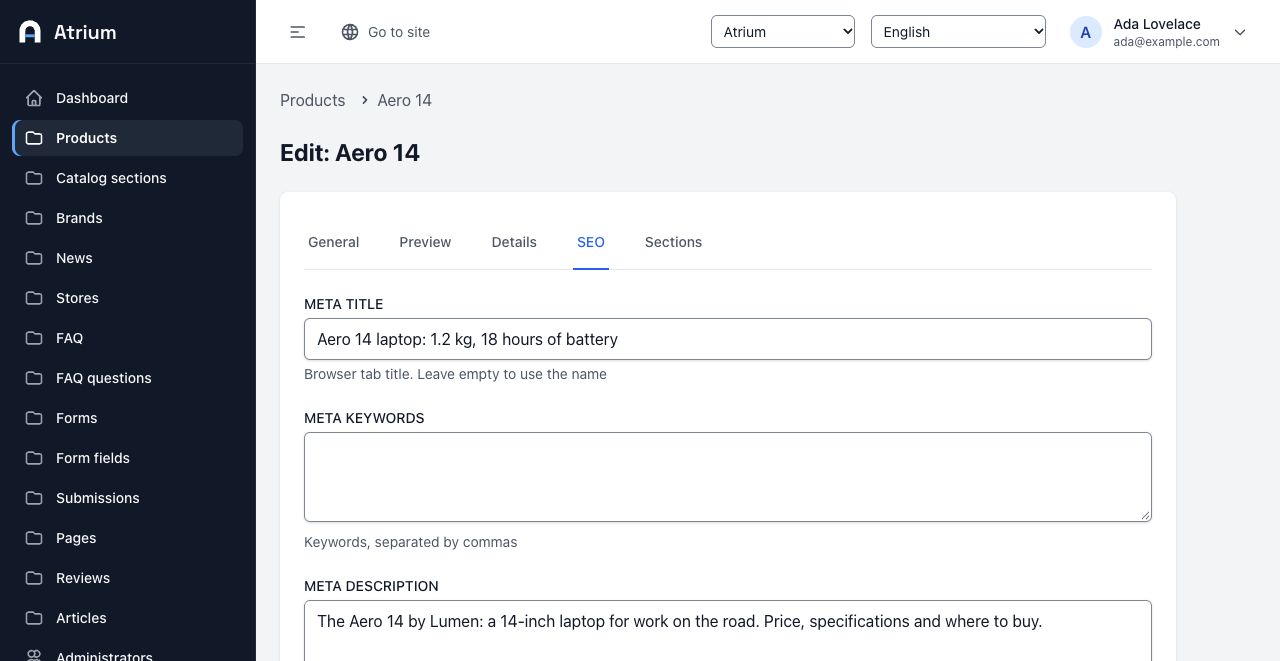 Atrium
Go to site
Atrium
English
A
Ada Lovelace
ada@example.com
Dashboard
Products
Catalog sections
Brands
News
Stores
FAQ
FAQ questions
Forms
Form fields
Submissions
Pages
Reviews
Articles
Administrators
Products > Aero 14
Edit: Aero 14
General Preview Details SEO Sections
META TITLE
Aero 14 laptop: 1.2 kg, 18 hours of battery
Browser tab title. Leave empty to use the name
META KEYWORDS
Keywords, separated by commas
META DESCRIPTION
The Aero 14 by Lumen: a 14-inch laptop for work on the road. Price, specifications and where to buy.